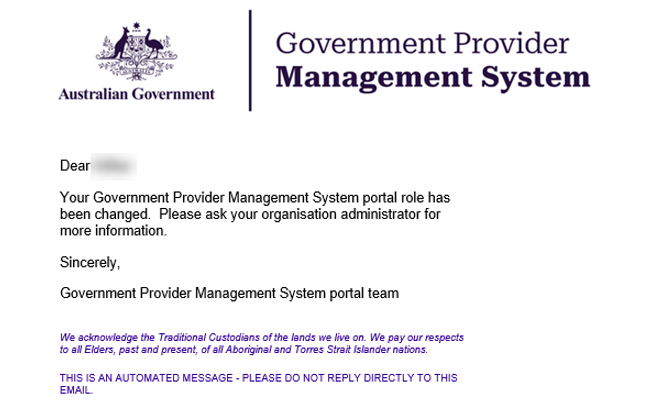 Government Provider
Management System
Australian Government
Dear
Your Government Provider Management System portal role has
been changed.  Please ask your organisation administrator for
more information.
Sincerely,
Government Provider Management System portal team
We acknowledge the Traditional Custodians of the lands we live on. We pay our respects
to all Elders, past and present, of all Aboriginal and Torres Strait Islander nations.
THIS IS AN AUTOMATED MESSAGE - PLEASE DO NOT REPLY DIRECTLY TO THIS
EMAIL.